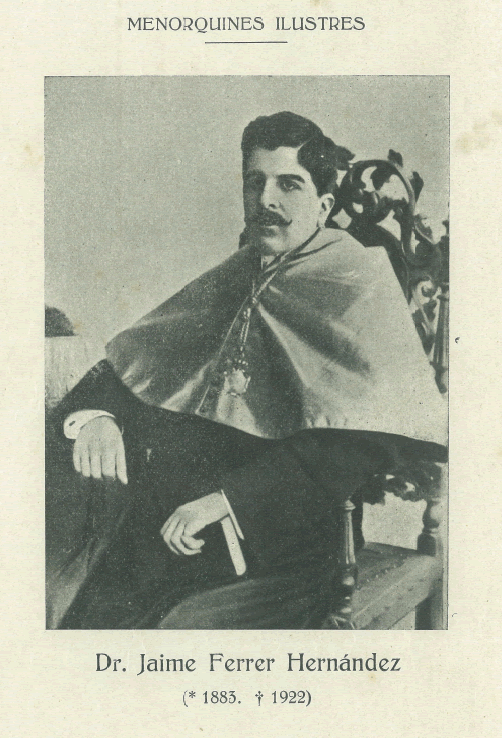 MENORQUINES ILUSTRES
Dr. Jaime Ferrer Hernández
(* 1883. † 1922)